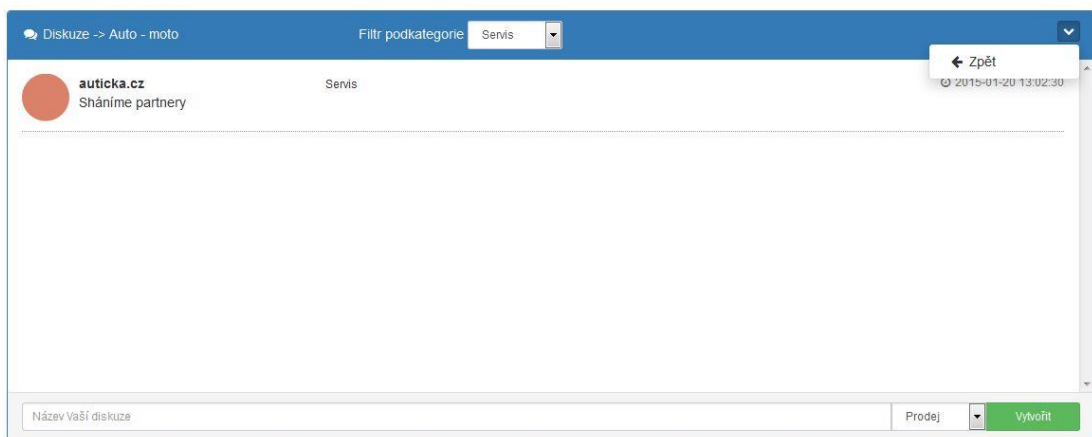 Diskuze -> Auto - moto
Filtr podkategorie
Servis
Zpět
auticka.cz
Servis
2015-01-20 13:02:30
Sháníme partnery
Název Vaší diskuze
Prodej
Vytvořit